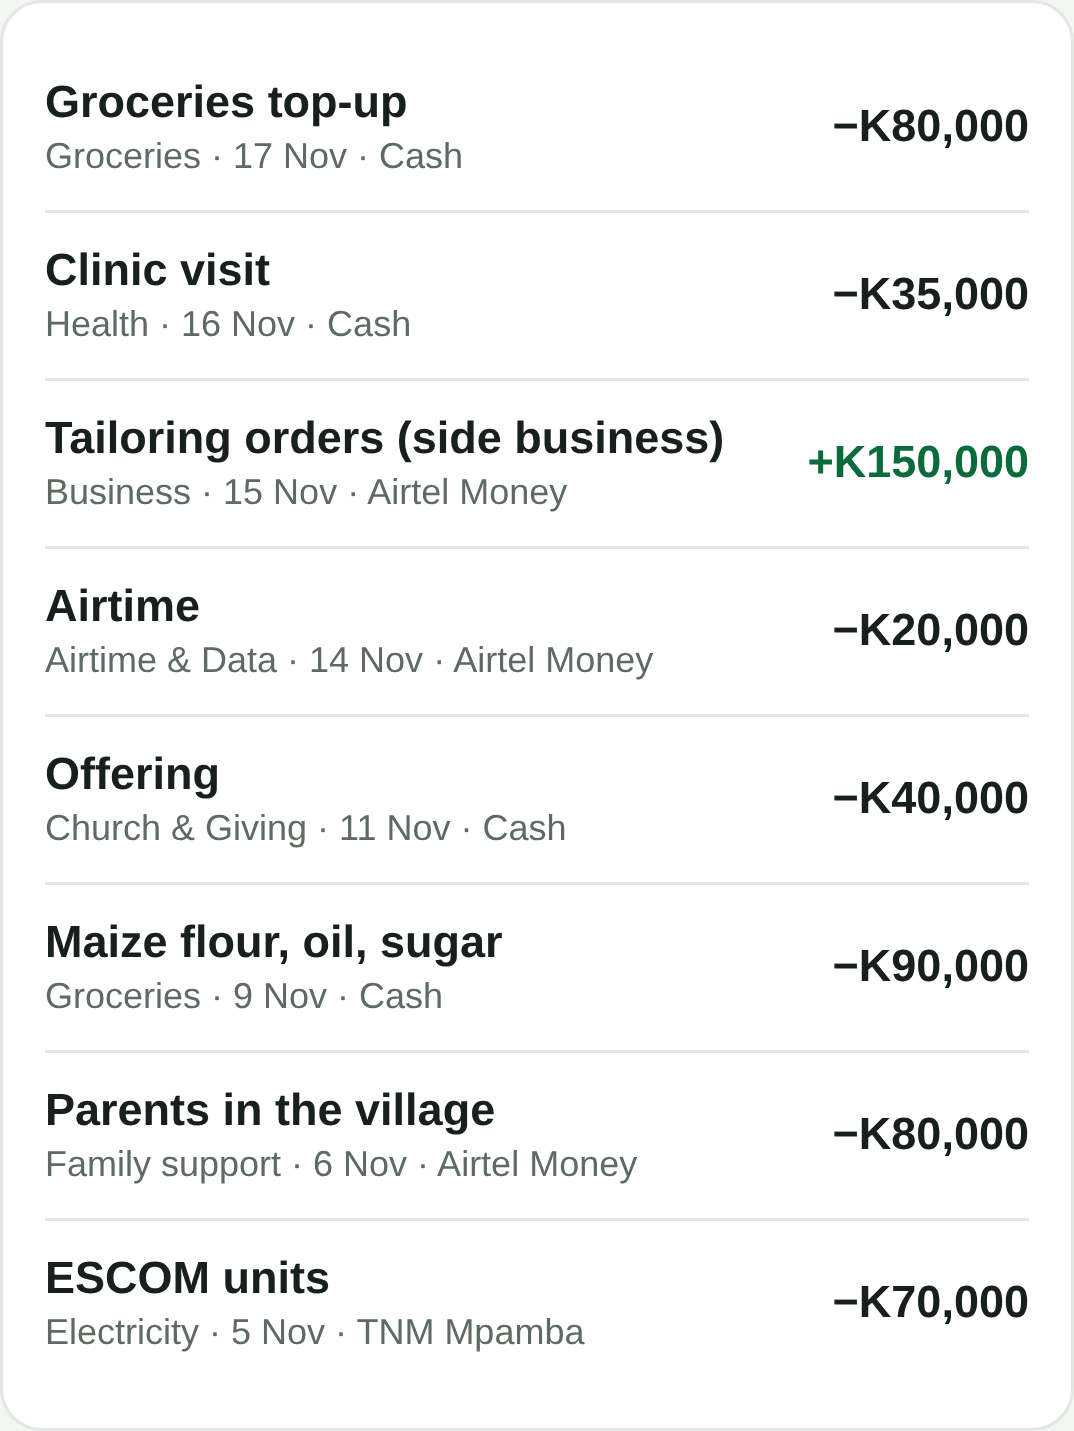 Groceries top-up
Groceries · 17 Nov · Cash
−K80,000
Clinic visit
Health · 16 Nov · Cash
−K35,000
Tailoring orders (side business)
Business · 15 Nov · Airtel Money
+K150,000
Airtime
Airtime & Data · 14 Nov · Airtel Money
−K20,000
Offering
Church & Giving · 11 Nov · Cash
−K40,000
Maize flour, oil, sugar
Groceries · 9 Nov · Cash
−K90,000
Parents in the village
Family support · 6 Nov · Airtel Money
−K80,000
ESCOM units
Electricity · 5 Nov · TNM Mpamba
−K70,000